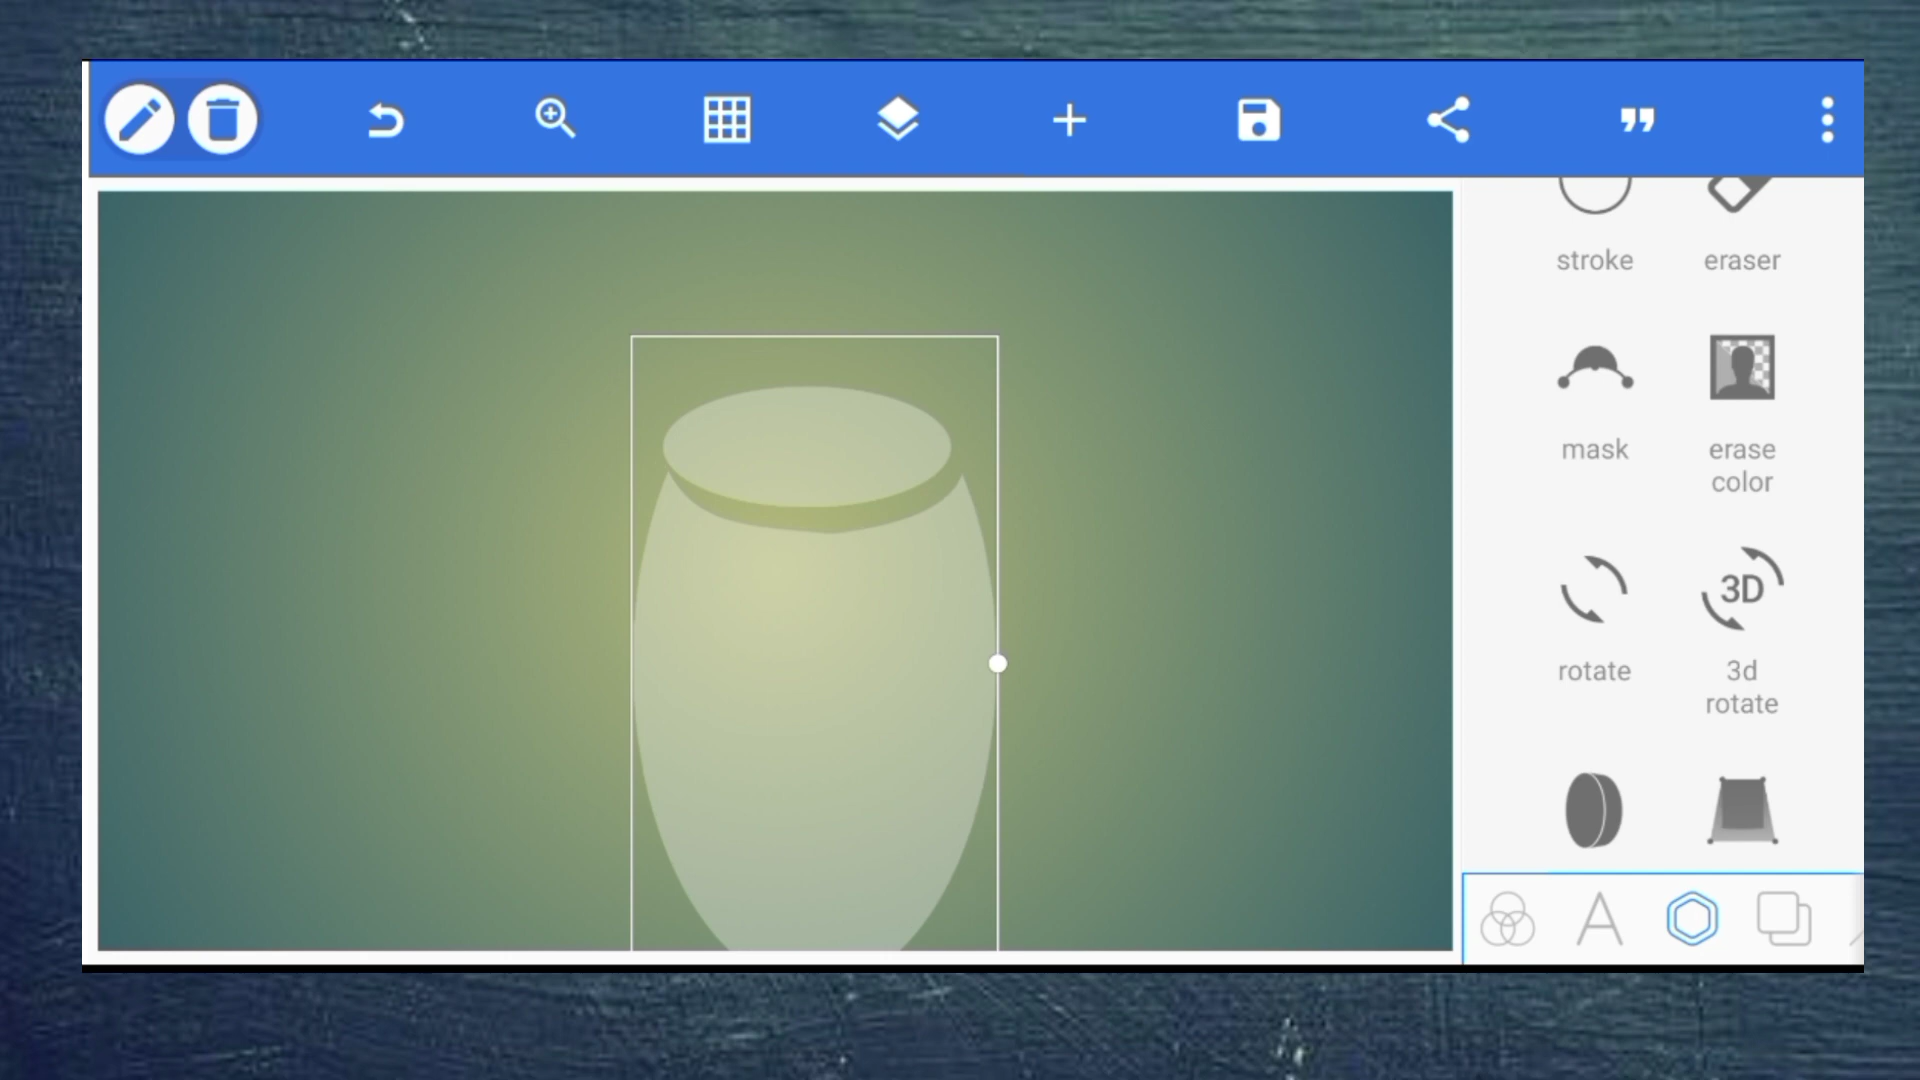 stroke
eraser
mask
erase
color
3D
rotate
3d
rotate
A